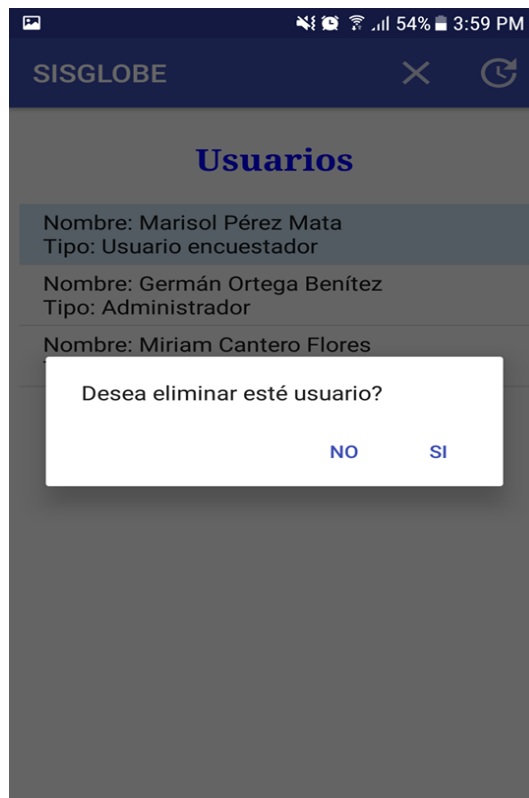 54% 3:59 PM
SISGLOBE
Usuarios
Nombre: Marisol Pérez Mata
Tipo: Usuario encuestador
Nombre: Germán Ortega Benítez
Tipo: Administrador
Nombre: Miriam Cantero Flores
Desea eliminar esté usuario?
NO SI